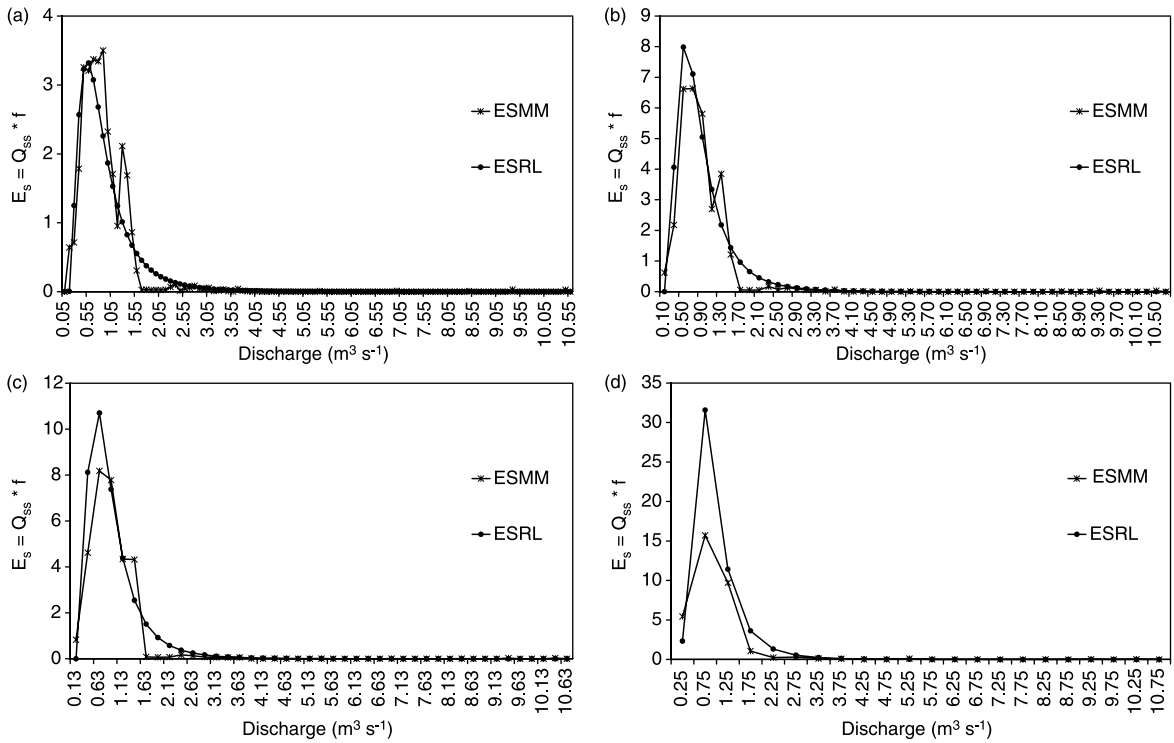 (a)
4
3
2
1
0
E_s = Q_ss * f
ESMM
ESRL
0.05 0.55 1.05 1.55 2.05 2.55 3.05 3.55 4.05 4.55 5.05 5.55 6.05 6.55 7.05 7.55 8.05 8.55 9.05 9.55 10.05 10.55
Discharge (m³ s⁻¹)
(b)
9
8
7
6
5
4
3
2
1
0
E_s = Q_ss * f
ESMM
ESRL
0.10 0.50 0.90 1.30 1.70 2.10 2.50 2.90 3.30 3.70 4.10 4.50 4.90 5.30 5.70 6.10 6.50 6.90 7.30 7.70 8.10 8.50 8.90 9.30 9.70 10.10 10.50
Discharge (m³ s⁻¹)
(c)
12
10
8
6
4
2
0
E_s = Q_ss * f
ESMM
ESRL
0.13 0.63 1.13 1.63 2.13 2.63 3.13 3.63 4.13 4.63 5.13 5.63 6.13 6.63 7.13 7.63 8.13 8.63 9.13 9.63 10.13 10.63
Discharge (m³ s⁻¹)
(d)
35
30
25
20
15
10
5
0
E_s = Q_ss * f
ESMM
ESRL
0.25 0.75 1.25 1.75 2.25 2.75 3.25 3.75 4.25 4.75 5.25 5.75 6.25 6.75 7.25 7.75 8.25 8.75 9.25 9.75 10.25 10.75
Discharge (m³ s⁻¹)